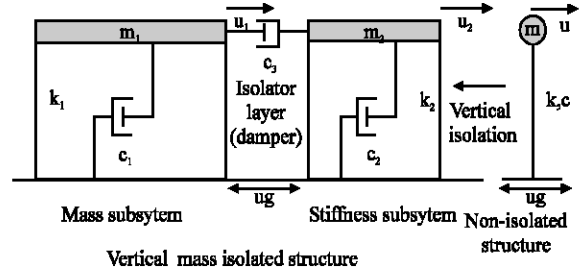 u₁
u₂
u
m₁
m₂
m
c₃
k₁
Isolator
layer
(damper)
k₂
Vertical
isolation
k,c
c₁
c₂
ug
ug
Mass subsytem
Stiffness subsytem
Non-isolated
structure
Vertical mass isolated structure